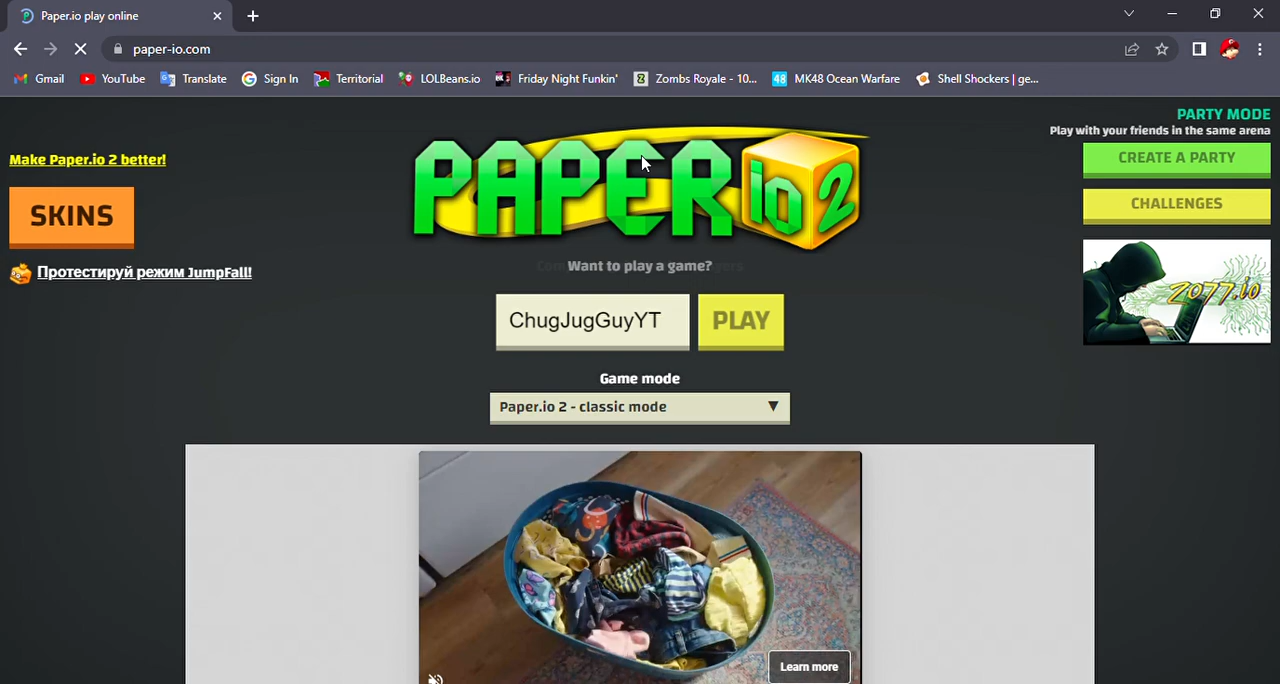 Paper.io play online
paper-io.com
Gmail
YouTube
Translate
Sign In
Territorial
LOLBeans.io
Friday Night Funkin'
Zombs Royale - 10...
MK48 Ocean Warfare
Shell Shockers | ge...
PARTY MODE
Play with your friends in the same arena
CREATE A PARTY
CHALLENGES
2077.io
Make Paper.io 2 better!
SKINS
Протестируй режим JumpFall!
PAPER io 2
Want to play a game?
ChugJugGuyYT
PLAY
Game mode
Paper.io 2 - classic mode
Learn more